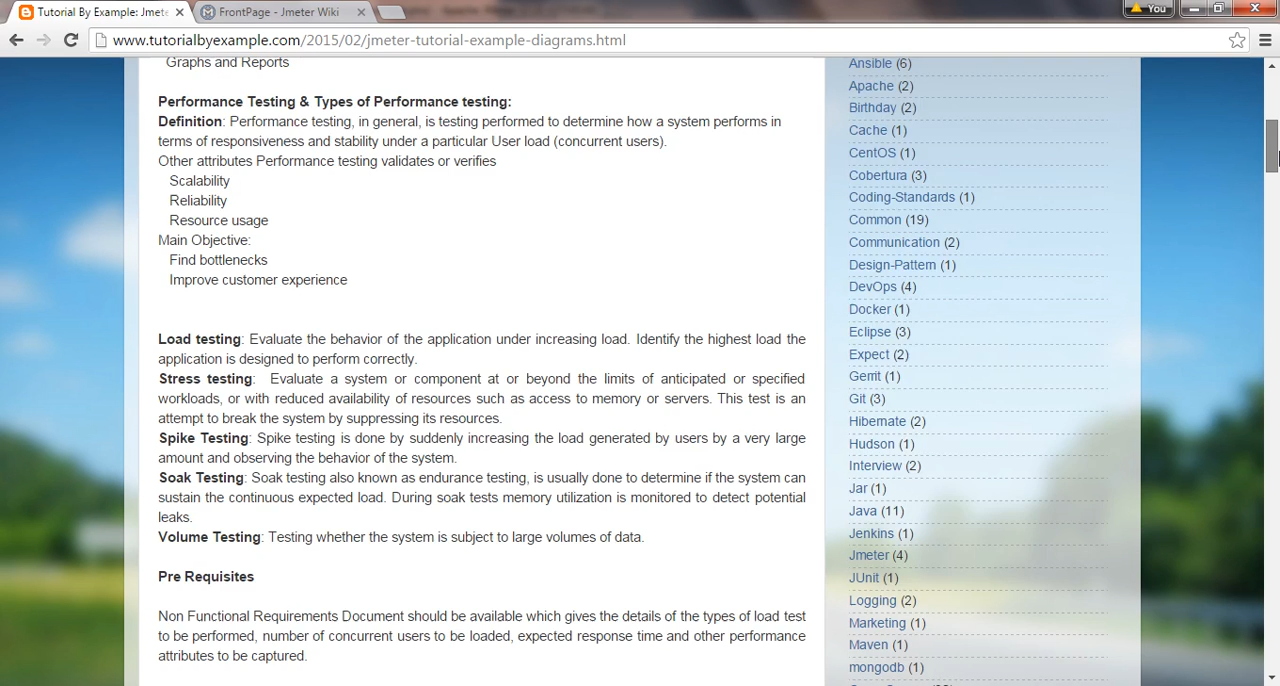 Tutorial By Example: Jmete
FrontPage - Jmeter Wiki
You
www.tutorialbyexample.com/2015/02/jmeter-tutorial-example-diagrams.html
Graphs and Reports
Performance Testing & Types of Performance testing:
Definition: Performance testing, in general, is testing performed to determine how a system performs in
terms of responsiveness and stability under a particular User load (concurrent users).
Other attributes Performance testing validates or verifies
Scalability
Reliability
Resource usage
Main Objective:
Find bottlenecks
Improve customer experience
Load testing: Evaluate the behavior of the application under increasing load. Identify the highest load the
application is designed to perform correctly.
Stress testing: Evaluate a system or component at or beyond the limits of anticipated or specified
workloads, or with reduced availability of resources such as access to memory or servers. This test is an
attempt to break the system by suppressing its resources.
Spike Testing: Spike testing is done by suddenly increasing the load generated by users by a very large
amount and observing the behavior of the system.
Soak Testing: Soak testing also known as endurance testing, is usually done to determine if the system can
sustain the continuous expected load. During soak tests memory utilization is monitored to detect potential
leaks.
Volume Testing: Testing whether the system is subject to large volumes of data.
Pre Requisites
Non Functional Requirements Document should be available which gives the details of the types of load test
to be performed, number of concurrent users to be loaded, expected response time and other performance
attributes to be captured.
Ansible (6)
Apache (2)
Birthday (2)
Cache (1)
CentOS (1)
Cobertura (3)
Coding-Standards (1)
Common (19)
Communication (2)
Design-Pattern (1)
DevOps (4)
Docker (1)
Eclipse (3)
Expect (2)
Gerrit (1)
Git (3)
Hibernate (2)
Hudson (1)
Interview (2)
Jar (1)
Java (11)
Jenkins (1)
Jmeter (4)
JUnit (1)
Logging (2)
Marketing (1)
Maven (1)
mongodb (1)